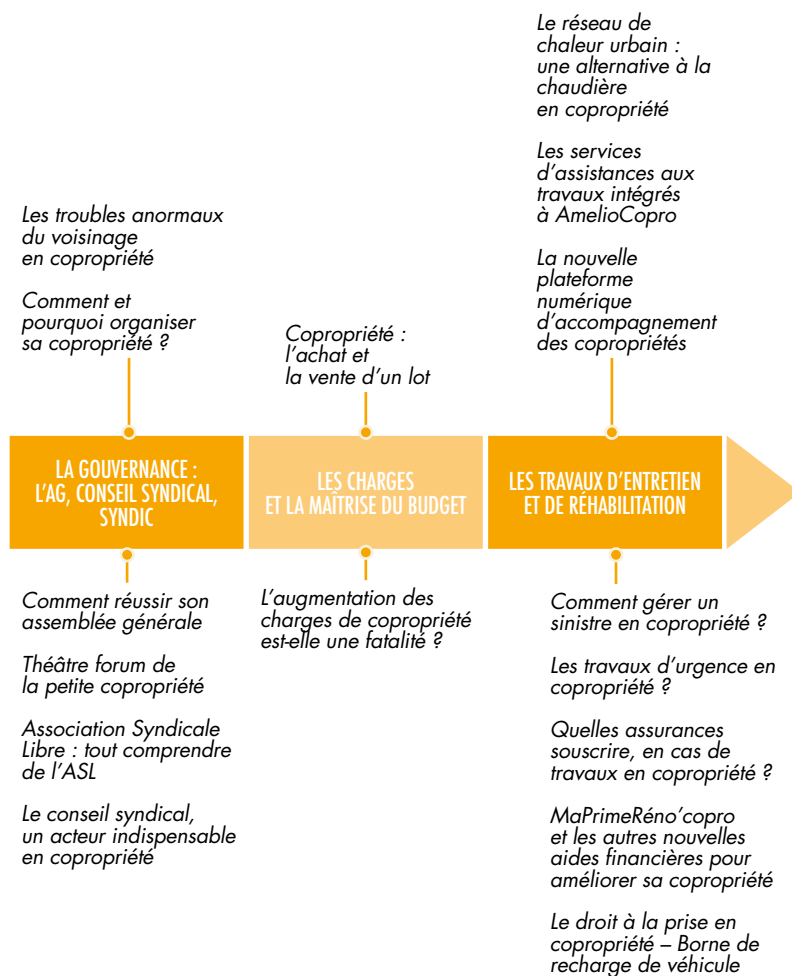 Les troubles anormaux
du voisinage
en copropriété
Comment et
pourquoi organiser
sa copropriété ?
LA GOUVERNANCE :
L'AG, CONSEIL SYNDICAL,
SYNDIC
Comment réussir son
assemblée générale
Théâtre forum de
la petite copropriété
Association Syndicale
Libre : tout comprendre
de l'ASL
Le conseil syndical,
un acteur indispensable
en copropriété
Copropriété :
l'achat et
la vente d'un lot
LES CHARGES
ET LA MAÎTRISE DU BUDGET
L'augmentation des
charges de copropriété
est-elle une fatalité ?
Le réseau de
chaleur urbain :
une alternative à la
chaudière
en copropriété
Les services
d'assistances aux
travaux intégrés
à AmelioCopro
La nouvelle
plateforme
numérique
d'accompagnement
des copropriétés
LES TRAVAUX D'ENTRETIEN
ET DE RÉHABILITATION
Comment gérer un
sinistre en copropriété ?
Les travaux d'urgence en
copropriété ?
Quelles assurances
souscrire, en cas de
travaux en copropriété ?
MaPrimeRéno'copro
et les autres nouvelles
aides financières pour
améliorer sa copropriété
Le droit à la prise en
copropriété – Borne de
recharge de véhicule